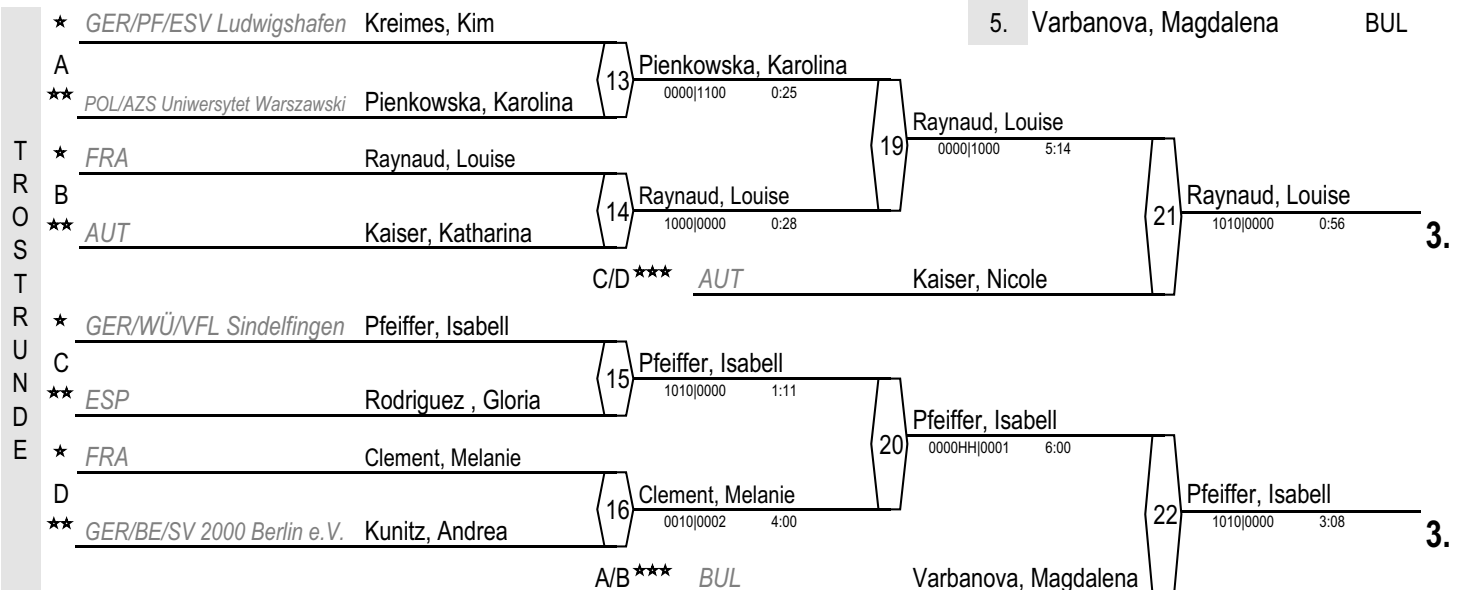 TROSTRUNDE
5. Varbanova, Magdalena BUL
GER/PF/ESV Ludwigshafen Kreimes, Kim
A
13 Pienkowska, Karolina
0000|1100 0:25
POL/AZS Uniwersytet Warszawski Pienkowska, Karolina
19 Raynaud, Louise
0000|1000 5:14
FRA Raynaud, Louise
B
14 Raynaud, Louise
1000|0000 0:28
AUT Kaiser, Katharina
21 Raynaud, Louise
1010|0000 0:56
3.
C/D AUT Kaiser, Nicole
GER/WÜ/VFL Sindelfingen Pfeiffer, Isabell
C
15 Pfeiffer, Isabell
1010|0000 1:11
ESP Rodriguez , Gloria
20 Pfeiffer, Isabell
0000HH|0001 6:00
FRA Clement, Melanie
D
16 Clement, Melanie
0010|0002 4:00
GER/BE/SV 2000 Berlin e.V. Kunitz, Andrea
22 Pfeiffer, Isabell
1010|0000 3:08
3.
A/B BUL Varbanova, Magdalena